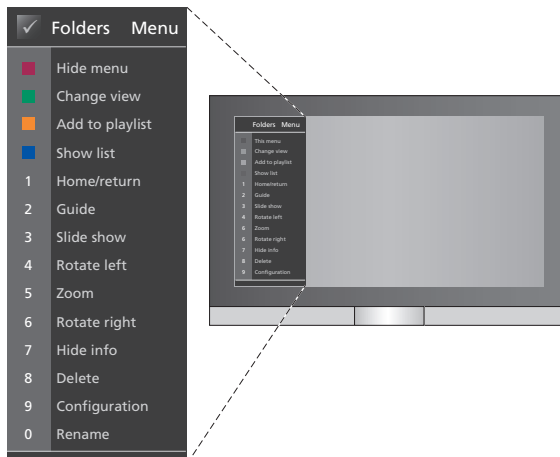 Folders Menu
Hide menu
Change view
Add to playlist
Show list
1 Home/return
2 Guide
3 Slide show
4 Rotate left
5 Zoom
6 Rotate right
7 Hide info
8 Delete
9 Configuration
0 Rename
Folders Menu
This menu
Change view
Add to playlist
Show list
1 Home/return
2 Guide
3 Slide show
4 Rotate left
6 Zoom
6 Rotate right
7 Hide info
8 Delete
9 Configuration